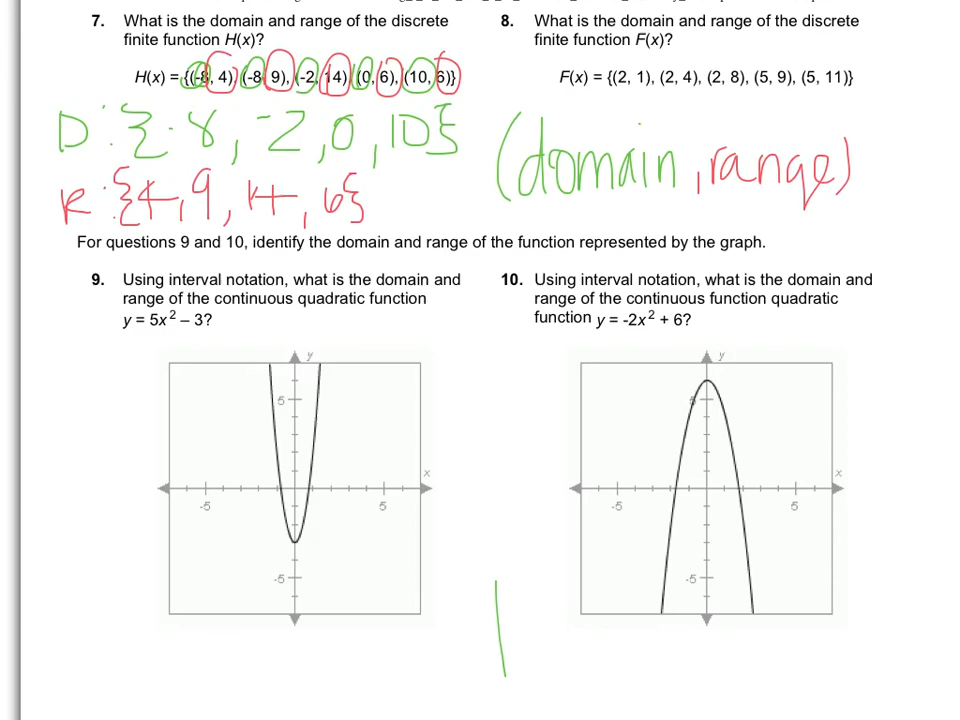 7. What is the domain and range of the discrete
finite function H(x)?
H(x) = {(-8, 4), (-8, 9), (-2, 14), (0, 6), (10, 6)}
D: {-8, -2, 0, 10}
R: {4, 9, 14, 6}
8. What is the domain and range of the discrete
finite function F(x)?
F(x) = {(2, 1), (2, 4), (2, 8), (5, 9), (5, 11)}
(domain, range)
For questions 9 and 10, identify the domain and range of the function represented by the graph.
9. Using interval notation, what is the domain and
range of the continuous quadratic function
y = 5x² – 3?
y
5
x
-5
5
-5
10. Using interval notation, what is the domain and
range of the continuous function quadratic
function y = -2x² + 6?
y
x
-5
5
-5